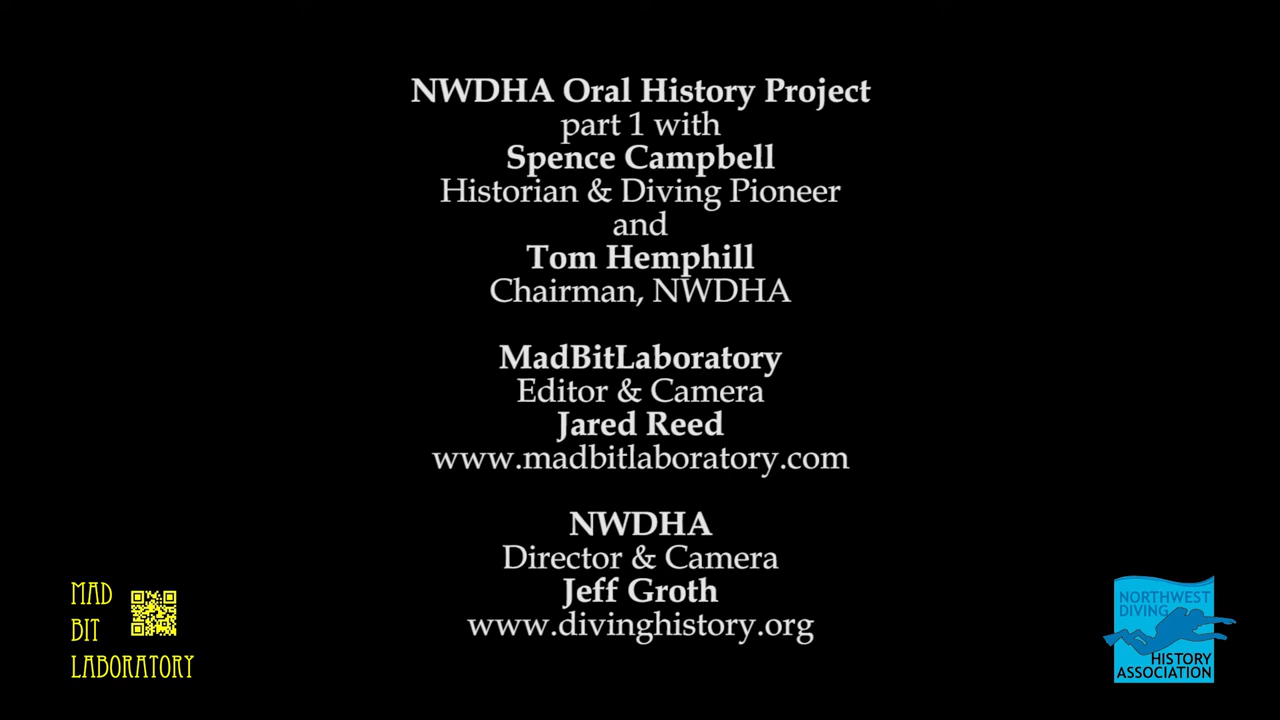 NWDHA Oral History Project
part 1 with
Spence Campbell
Historian & Diving Pioneer
and
Tom Hemphill
Chairman, NWDHA
MadBitLaboratory
Editor & Camera
Jared Reed
www.madbitlaboratory.com
NWDHA
Director & Camera
Jeff Groth
www.divinghistory.org
MAD
BIT
LABORATORY
NORTHWEST
DIVING
HISTORY
ASSOCIATION